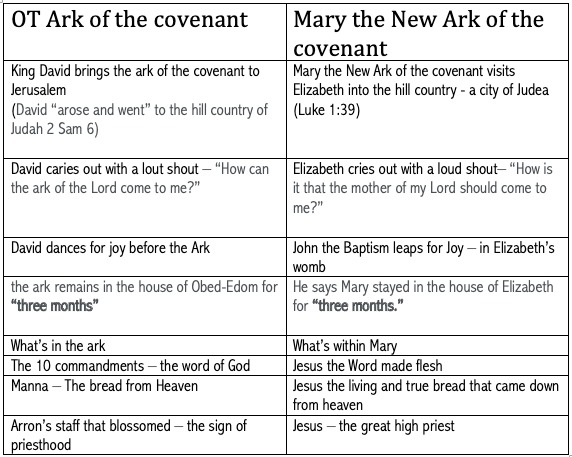 OT Ark of the covenant
Mary the New Ark of the
covenant
King David brings the ark of the covenant to
Jerusalem
(David “arose and went” to the hill country of
Judah 2 Sam 6)
Mary the New Ark of the covenant visits
Elizabeth into the hill country - a city of Judea
(Luke 1:39)
David caries out with a lout shout – “How can
the ark of the Lord come to me?”
Elizabeth cries out with a loud shout– “How is
it that the mother of my Lord should come to
me?”
David dances for joy before the Ark
John the Baptism leaps for Joy – in Elizabeth’s
womb
the ark remains in the house of Obed-Edom for
“three months”
He says Mary stayed in the house of Elizabeth
for “three months.”
What’s in the ark
What’s within Mary
The 10 commandments – the word of God
Jesus the Word made flesh
Manna – The bread from Heaven
Jesus the living and true bread that came down
from heaven
Arron’s staff that blossomed – the sign of
priesthood
Jesus – the great high priest